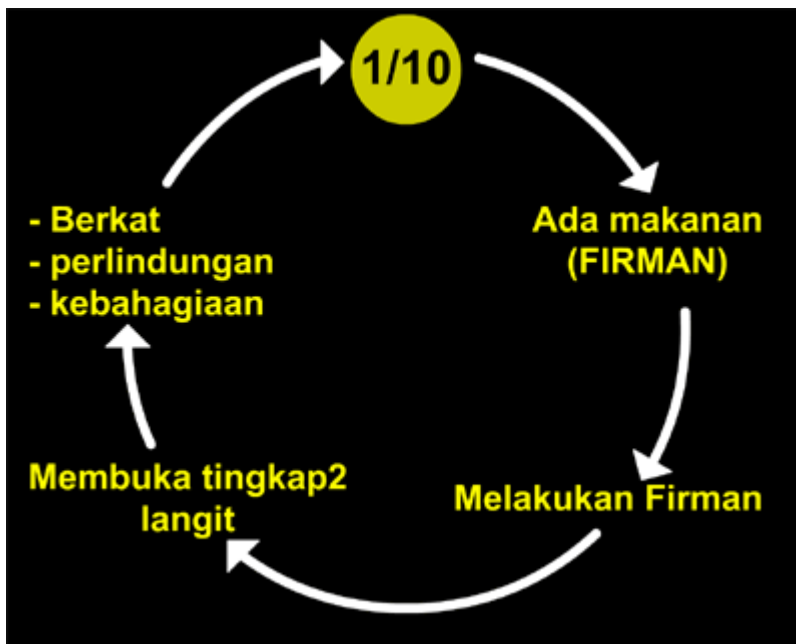 1/10
Ada makanan
(FIRMAN)
Melakukan Firman
Membuka tingkap2
langit
- Berkat
- perlindungan
- kebahagiaan